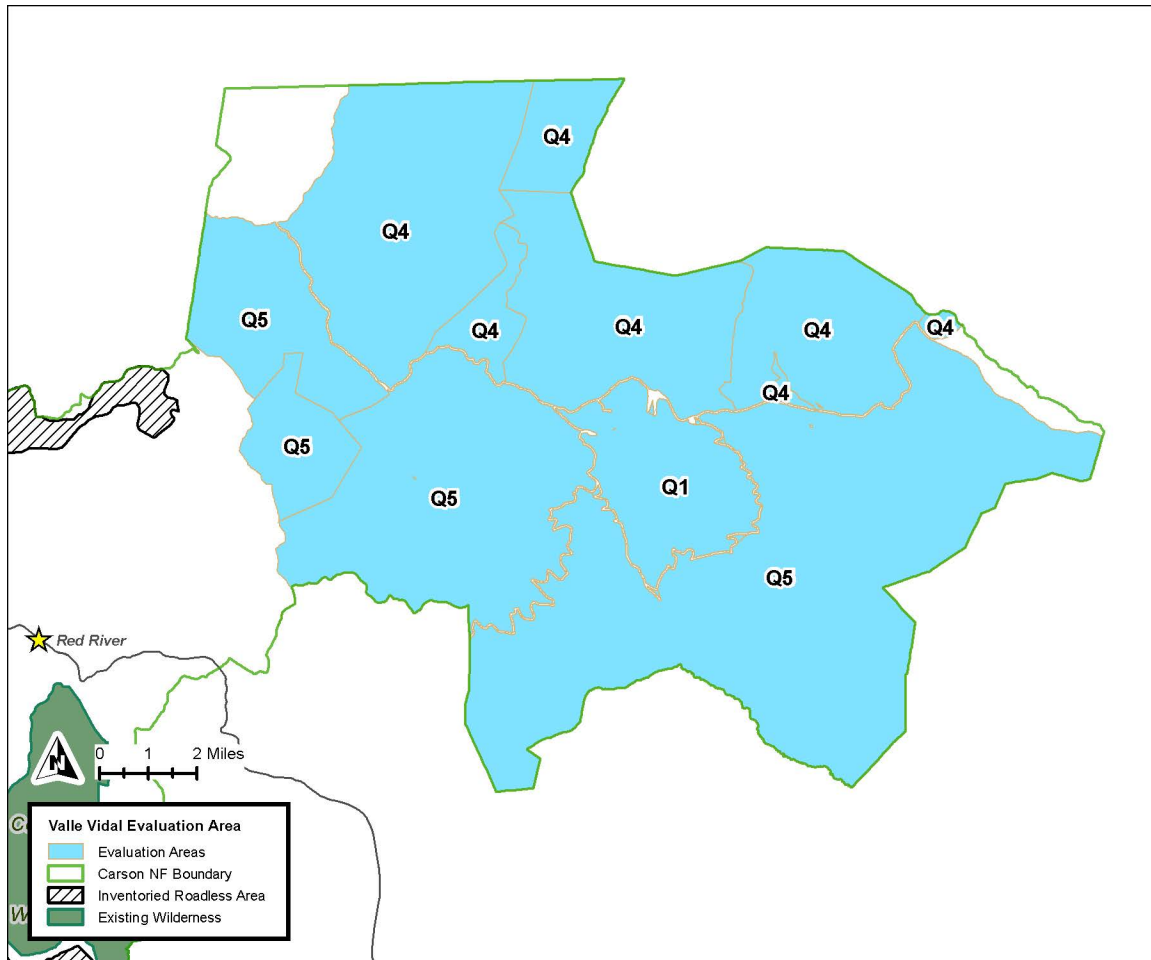 Q4
Q4
Q5
Q4
Q4
Q4
Q4
Q4
Q5
Q1
Q5
Q5
Red River
N
0 1 2 Miles
Valle Vidal Evaluation Area
Evaluation Areas
Carson NF Boundary
Inventoried Roadless Area
Existing Wilderness